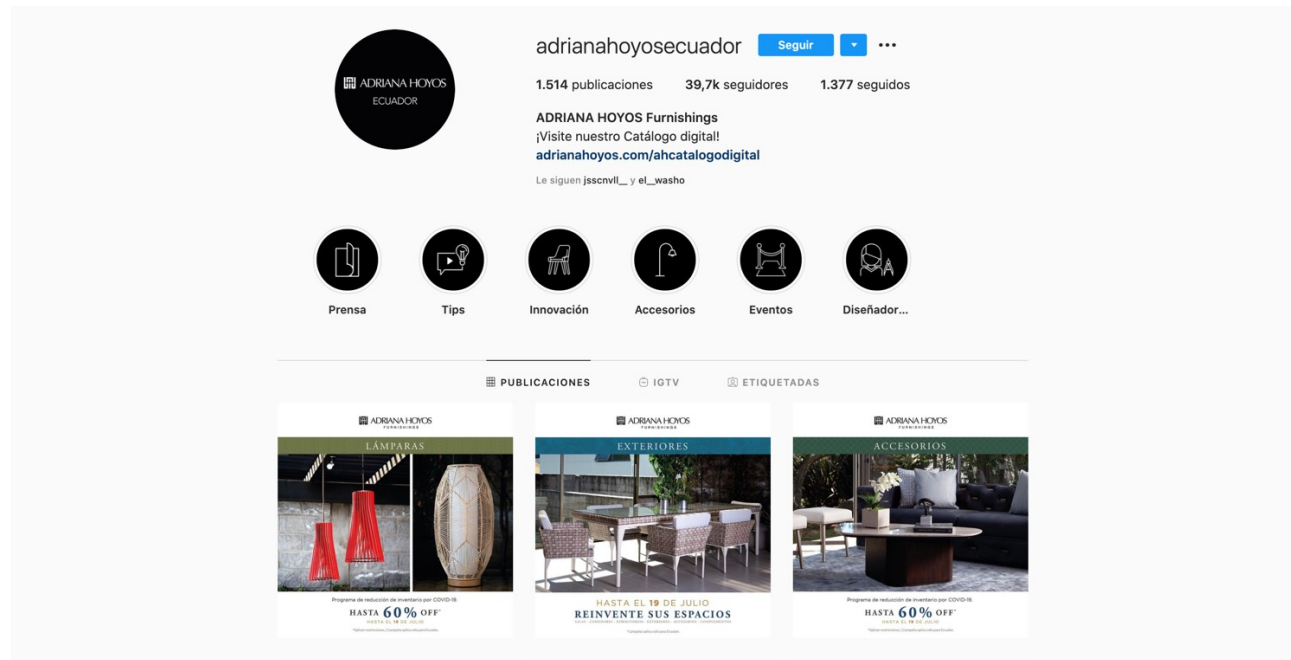 ADRIANA HOYOS
ECUADOR
adrianahoyosecuador Seguir
1.514 publicaciones 39,7k seguidores 1.377 seguidos
ADRIANA HOYOS Furnishings
¡Visite nuestro Catálogo digital!
adrianahoyos.com/ahcatalogodigital
Le siguen jsscnvll__ y el__washo
Prensa Tips Innovación Accesorios Eventos Diseñador...
PUBLICACIONES IGTV ETIQUETADAS
ADRIANA HOYOS
FURNISHINGS
LÁMPARAS
Programa de reducción de inventario por COVID-19.
HASTA 60% OFF*
HASTA EL 19 DE JULIO
ADRIANA HOYOS
FURNISHINGS
EXTERIORES
HASTA EL 19 DE JULIO
REINVENTE SUS ESPACIOS
ADRIANA HOYOS
FURNISHINGS
ACCESORIOS
Programa de reducción de inventario por COVID-19.
HASTA 60% OFF*
HASTA EL 19 DE JULIO